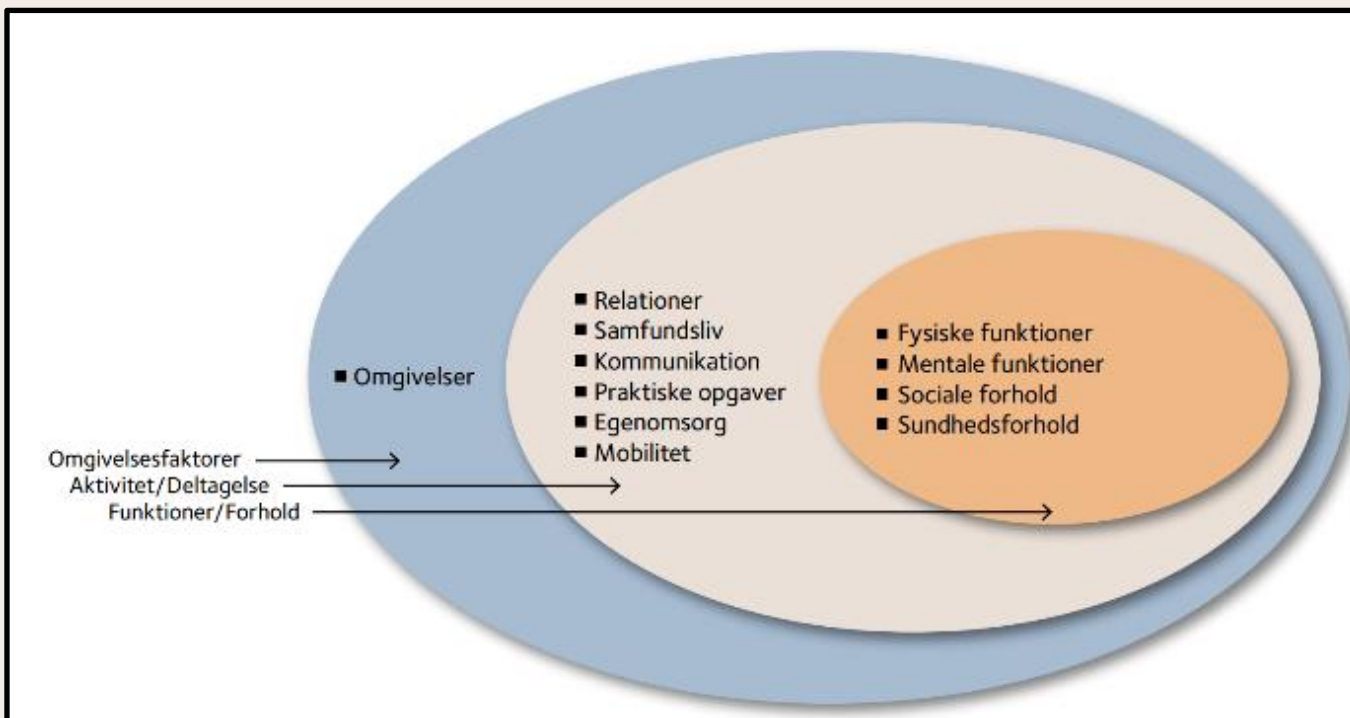 ■ Omgivelser
■ Relationer
■ Samfundsliv
■ Kommunikation
■ Praktiske opgaver
■ Egenomsorg
■ Mobilitet
■ Fysiske funktioner
■ Mentale funktioner
■ Sociale forhold
■ Sundhedsforhold
Omgivelsesfaktorer
Aktivitet/Deltagelse
Funktioner/Forhold